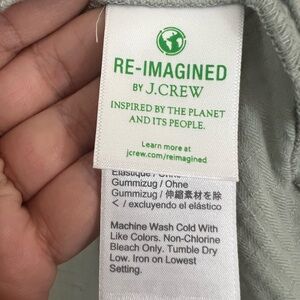 RE-IMAGINED
BY J.CREW
INSPIRED BY THE PLANET
AND ITS PEOPLE.
Learn more at
jcrew.com/reimagined
Gummizug / Ohne
Gummizug / 伸縮素材を除
く / excluyendo el elástico
Machine Wash Cold With
Like Colors. Non-Chlorine
Bleach Only. Tumble Dry
Low. Iron on Lowest
Setting.